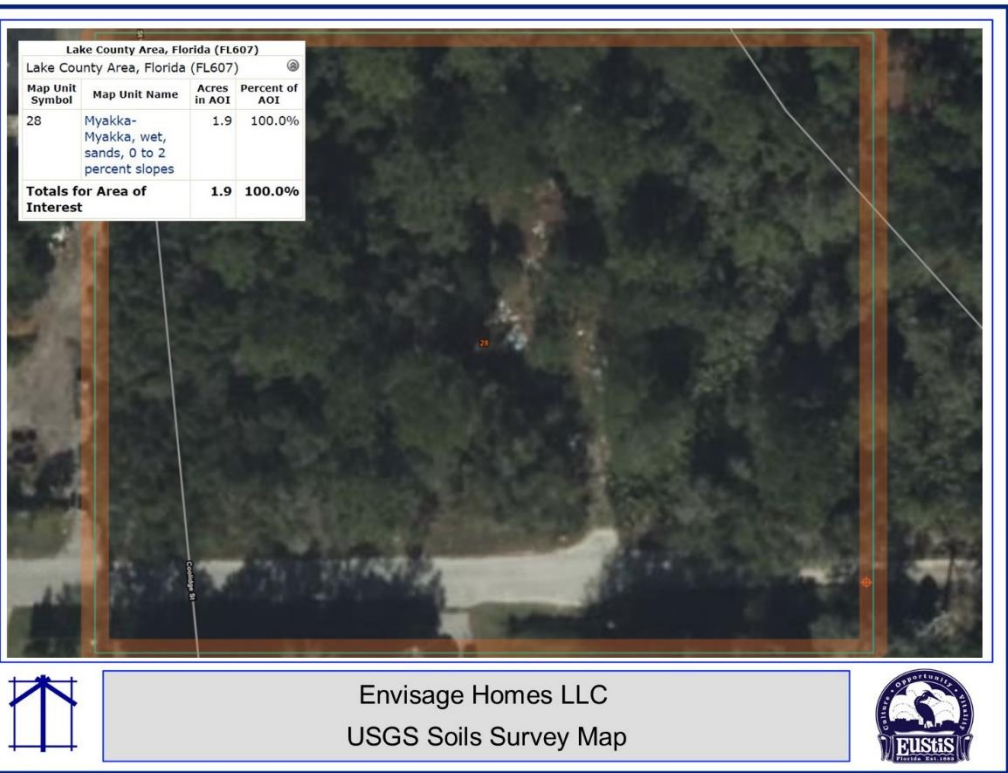 Lake County Area, Florida (FL607)
Lake County Area, Florida (FL607)
Map Unit Symbol Map Unit Name Acres in AOI Percent of AOI
28 Myakka- 1.9 100.0%
Myakka, wet,
sands, 0 to 2
percent slopes
Totals for Area of 1.9 100.0%
Interest
28
Coolidge St
Envisage Homes LLC
USGS Soils Survey Map
Culture • Opportunity • Vitality
EUSTIS
Florida Est.1883